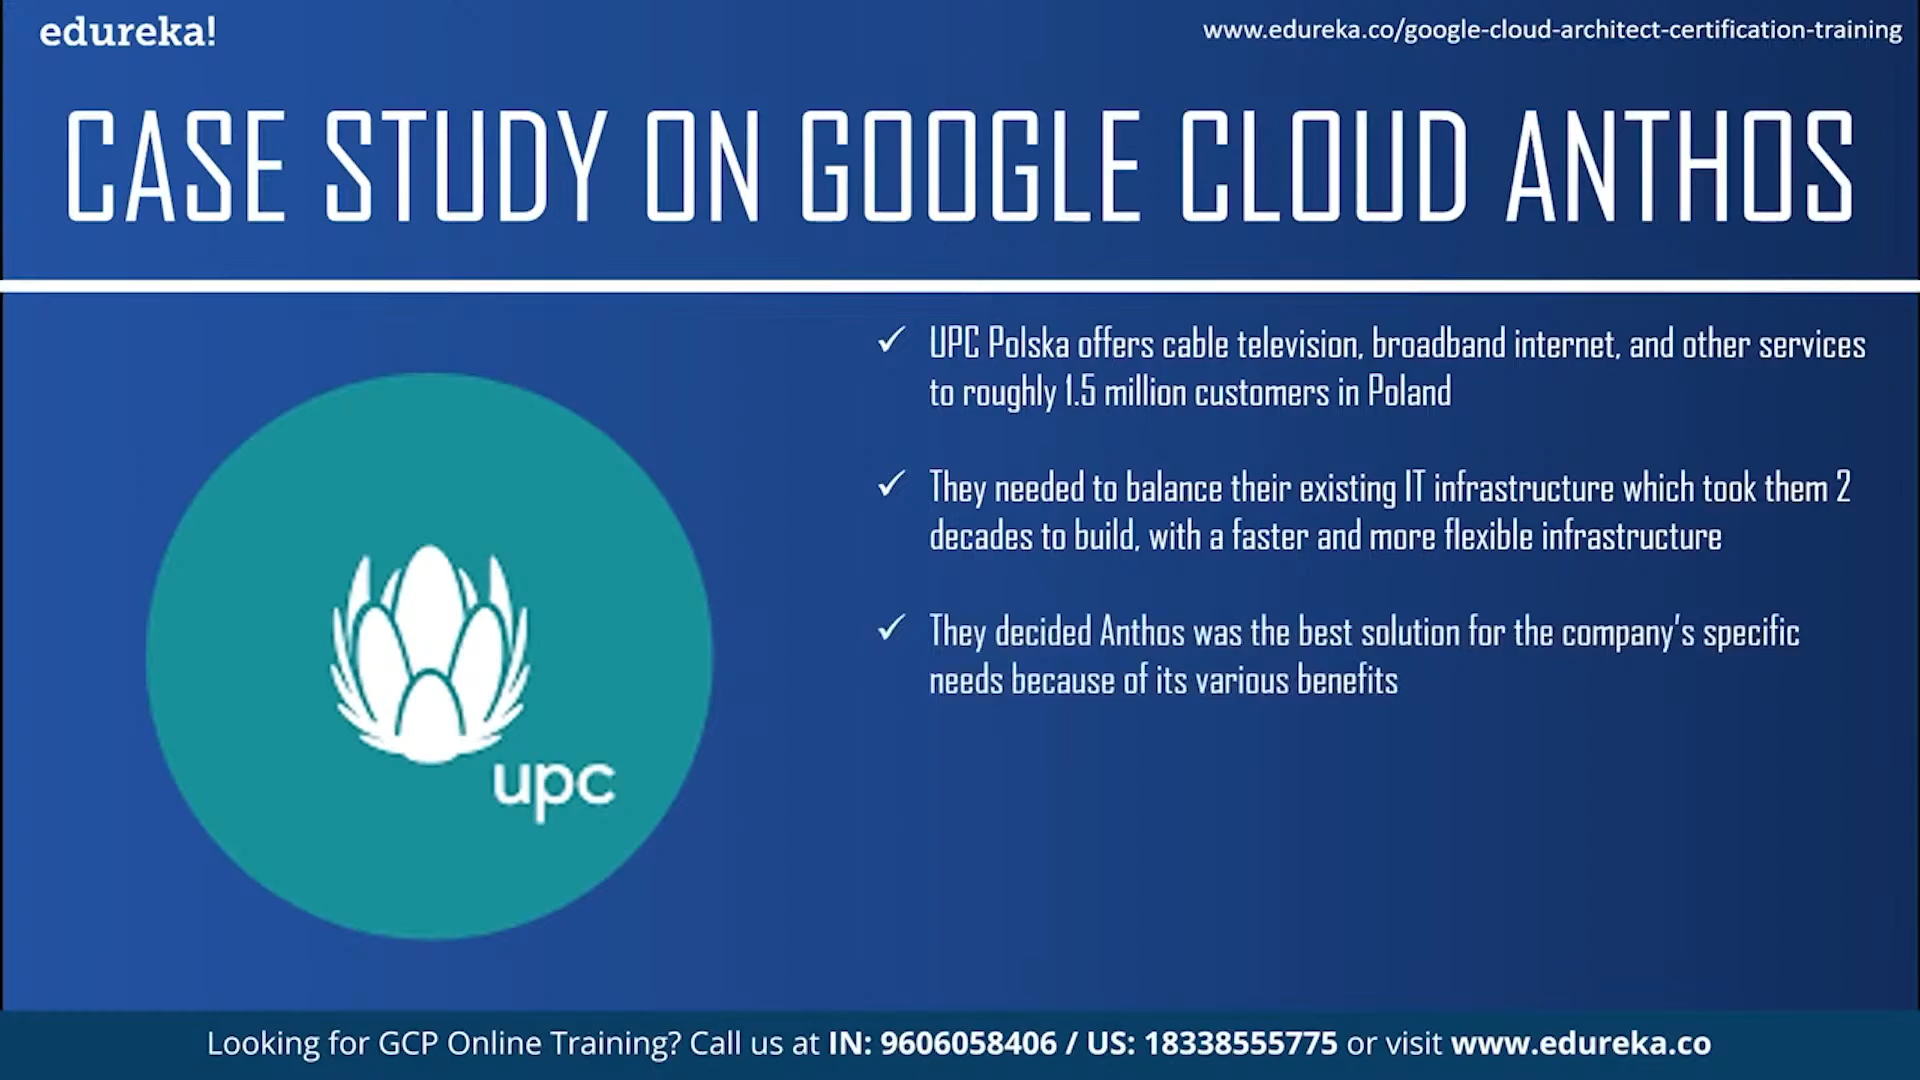 edureka!
www.edureka.co/google-cloud-architect-certification-training
CASE STUDY ON GOOGLE CLOUD ANTHOS
✓ UPC Polska offers cable television, broadband internet, and other services
to roughly 1.5 million customers in Poland
✓ They needed to balance their existing IT infrastructure which took them 2
decades to build, with a faster and more flexible infrastructure
✓ They decided Anthos was the best solution for the company's specific
needs because of its various benefits
upc
Looking for GCP Online Training? Call us at IN: 9606058406 / US: 18338555775 or visit www.edureka.co